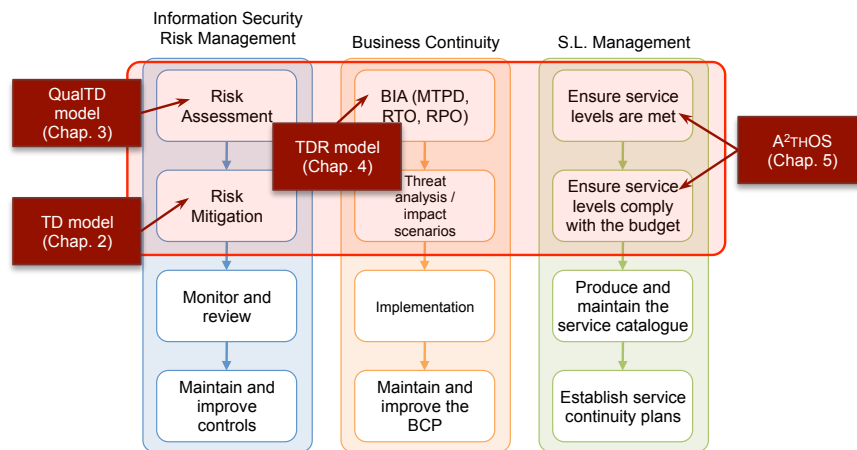 Information Security
Risk Management
Business Continuity
S.L. Management
QualTD
model
(Chap. 3)
Risk
Assessment
BIA (MTPD,
RTO, RPO)
Ensure service
levels are met
TDR model
(Chap. 4)
A²THOS
(Chap. 5)
TD model
(Chap. 2)
Risk
Mitigation
Threat
analysis /
impact
scenarios
Ensure service
levels comply
with the budget
Monitor and
review
Implementation
Produce and
maintain the
service catalogue
Maintain and
improve
controls
Maintain and
improve the
BCP
Establish service
continuity plans